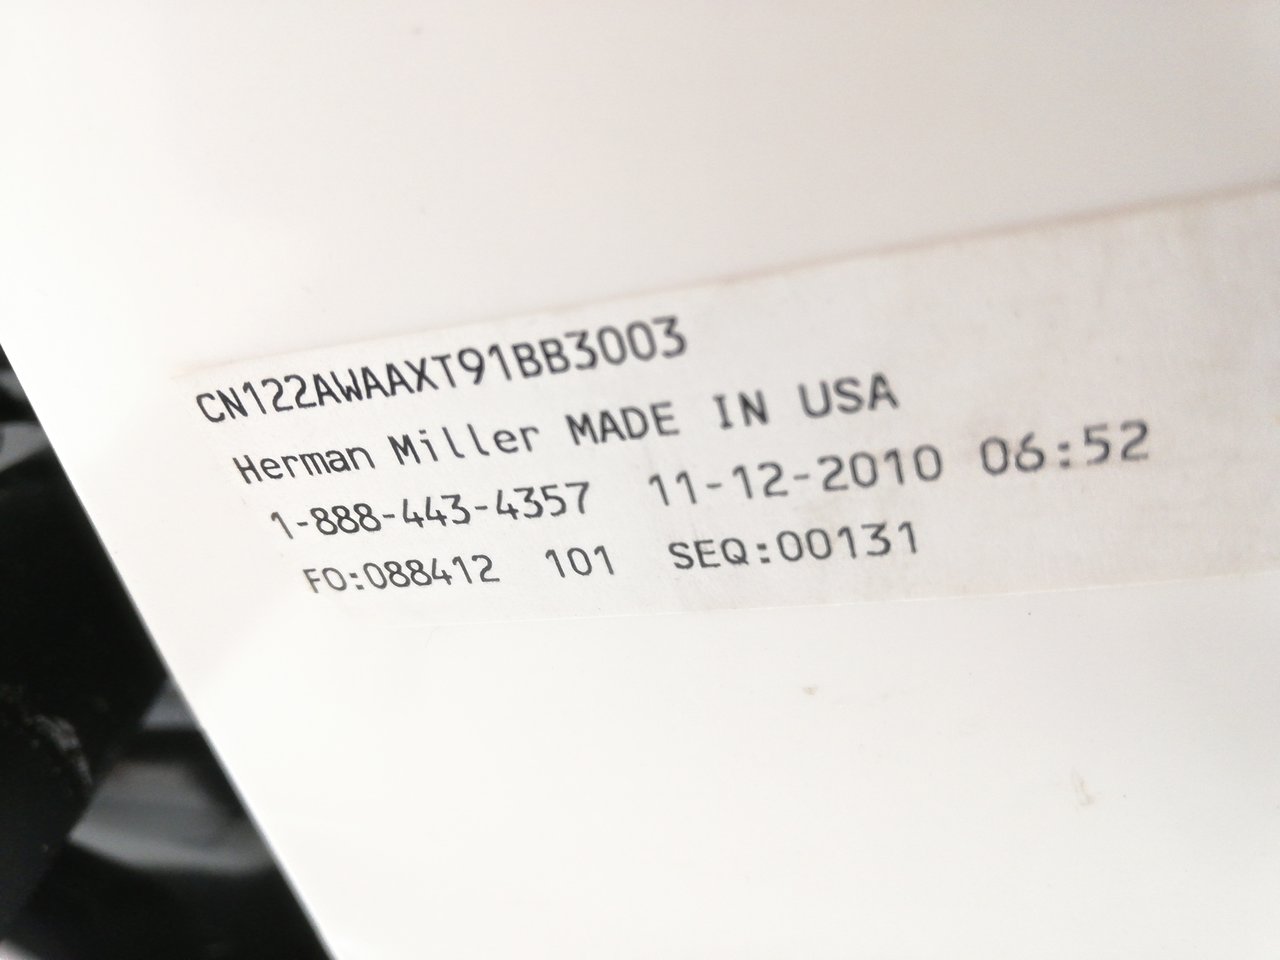 CN122AWAAXT91BB3003
Herman Miller MADE IN USA
1-888-443-4357 11-12-2010 06:52
FO:088412 101 SEQ:00131